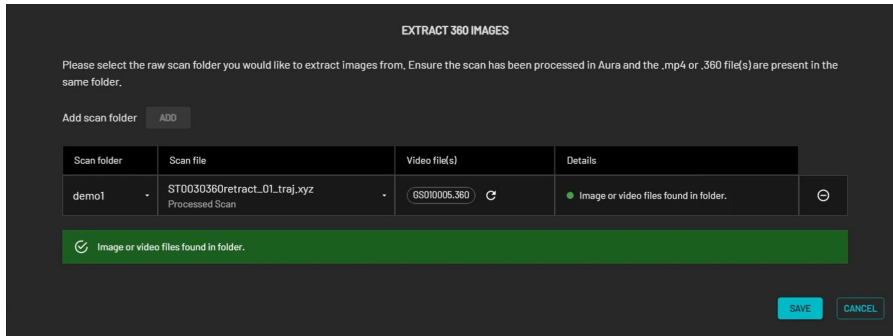 EXTRACT 360 IMAGES
Please select the raw scan folder you would like to extract images from. Ensure the scan has been processed in Aura and the .mp4 or .360 file(s) are present in the
same folder.
Add scan folder ADD
Scan folder Scan file Video file(s) Details
demo1 ST0030360retract_01_traj.xyz GS010005.360 Image or video files found in folder.
Processed Scan
Image or video files found in folder.
SAVE CANCEL